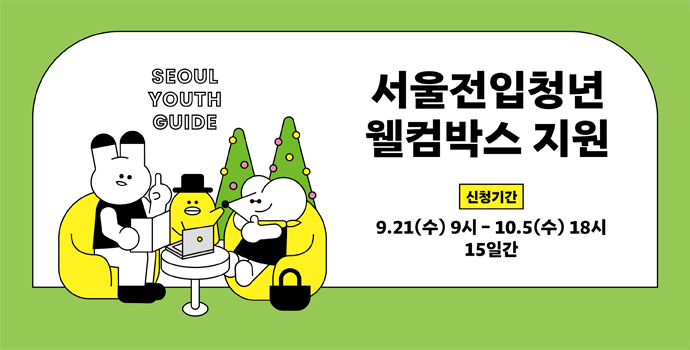 SEOUL
YOUTH
GUIDE
서울전입청년
웰컴박스 지원
신청기간
9.21(수) 9시 - 10.5(수) 18시
15일간